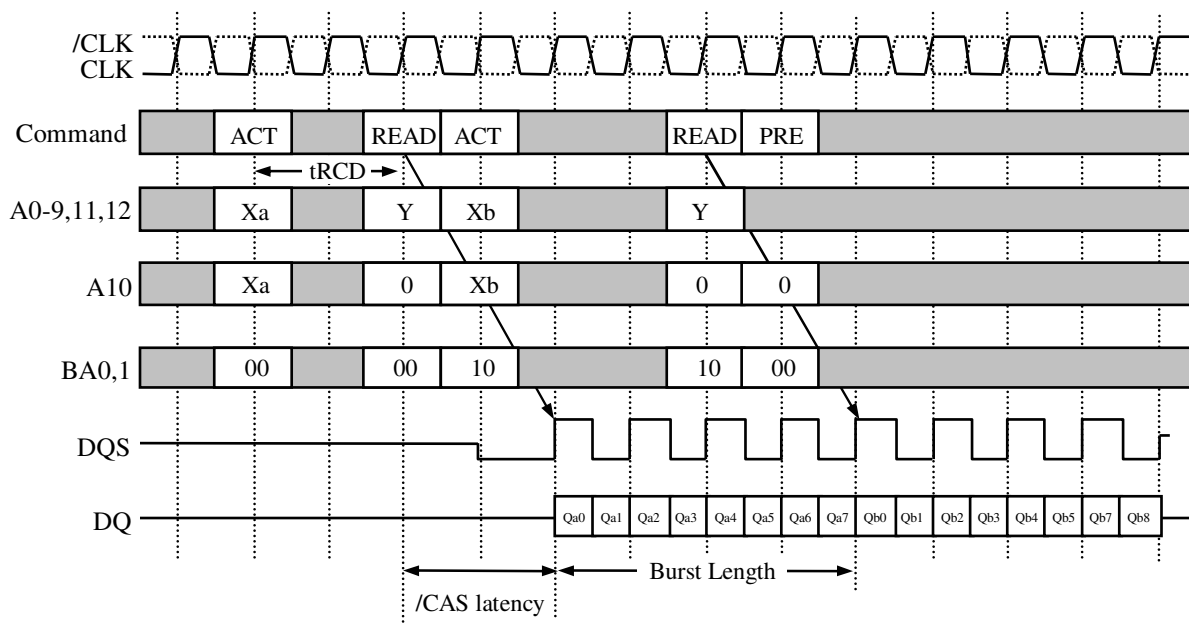 /CLK
CLK
Command ACT READ ACT READ PRE
tRCD
A0-9,11,12 Xa Y Xb Y
A10 Xa 0 Xb 0 0
BA0,1 00 00 10 10 00
DQS
DQ Qa0 Qa1 Qa2 Qa3 Qa4 Qa5 Qa6 Qa7 Qb0 Qb1 Qb2 Qb3 Qb4 Qb5 Qb7 Qb8
Burst Length
/CAS latency